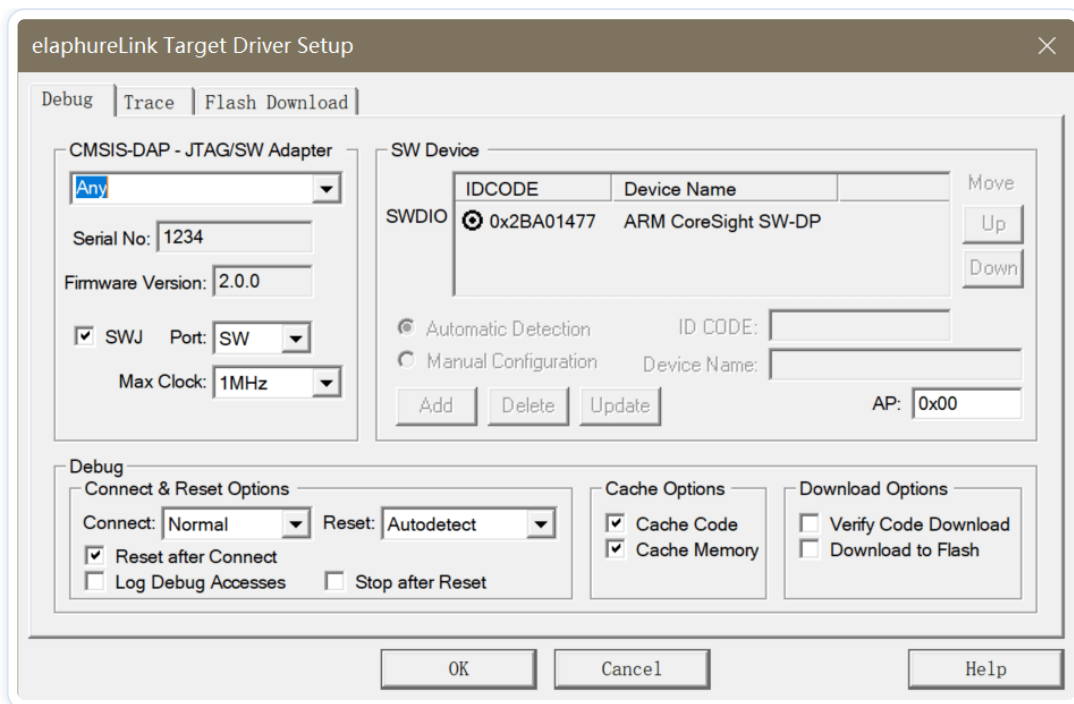 elaphureLink Target Driver Setup
Debug Trace Flash Download
CMSIS-DAP - JTAG/SW Adapter
Any
Serial No: 1234
Firmware Version: 2.0.0
SWJ Port: SW
Max Clock: 1MHz
SW Device
IDCODE Device Name
SWDIO 0x2BA01477 ARM CoreSight SW-DP
Move
Up
Down
Automatic Detection ID CODE:
Manual Configuration Device Name:
Add Delete Update AP: 0x00
Debug
Connect & Reset Options
Connect: Normal Reset: Autodetect
Reset after Connect
Log Debug Accesses Stop after Reset
Cache Options
Cache Code
Cache Memory
Download Options
Verify Code Download
Download to Flash
OK Cancel Help